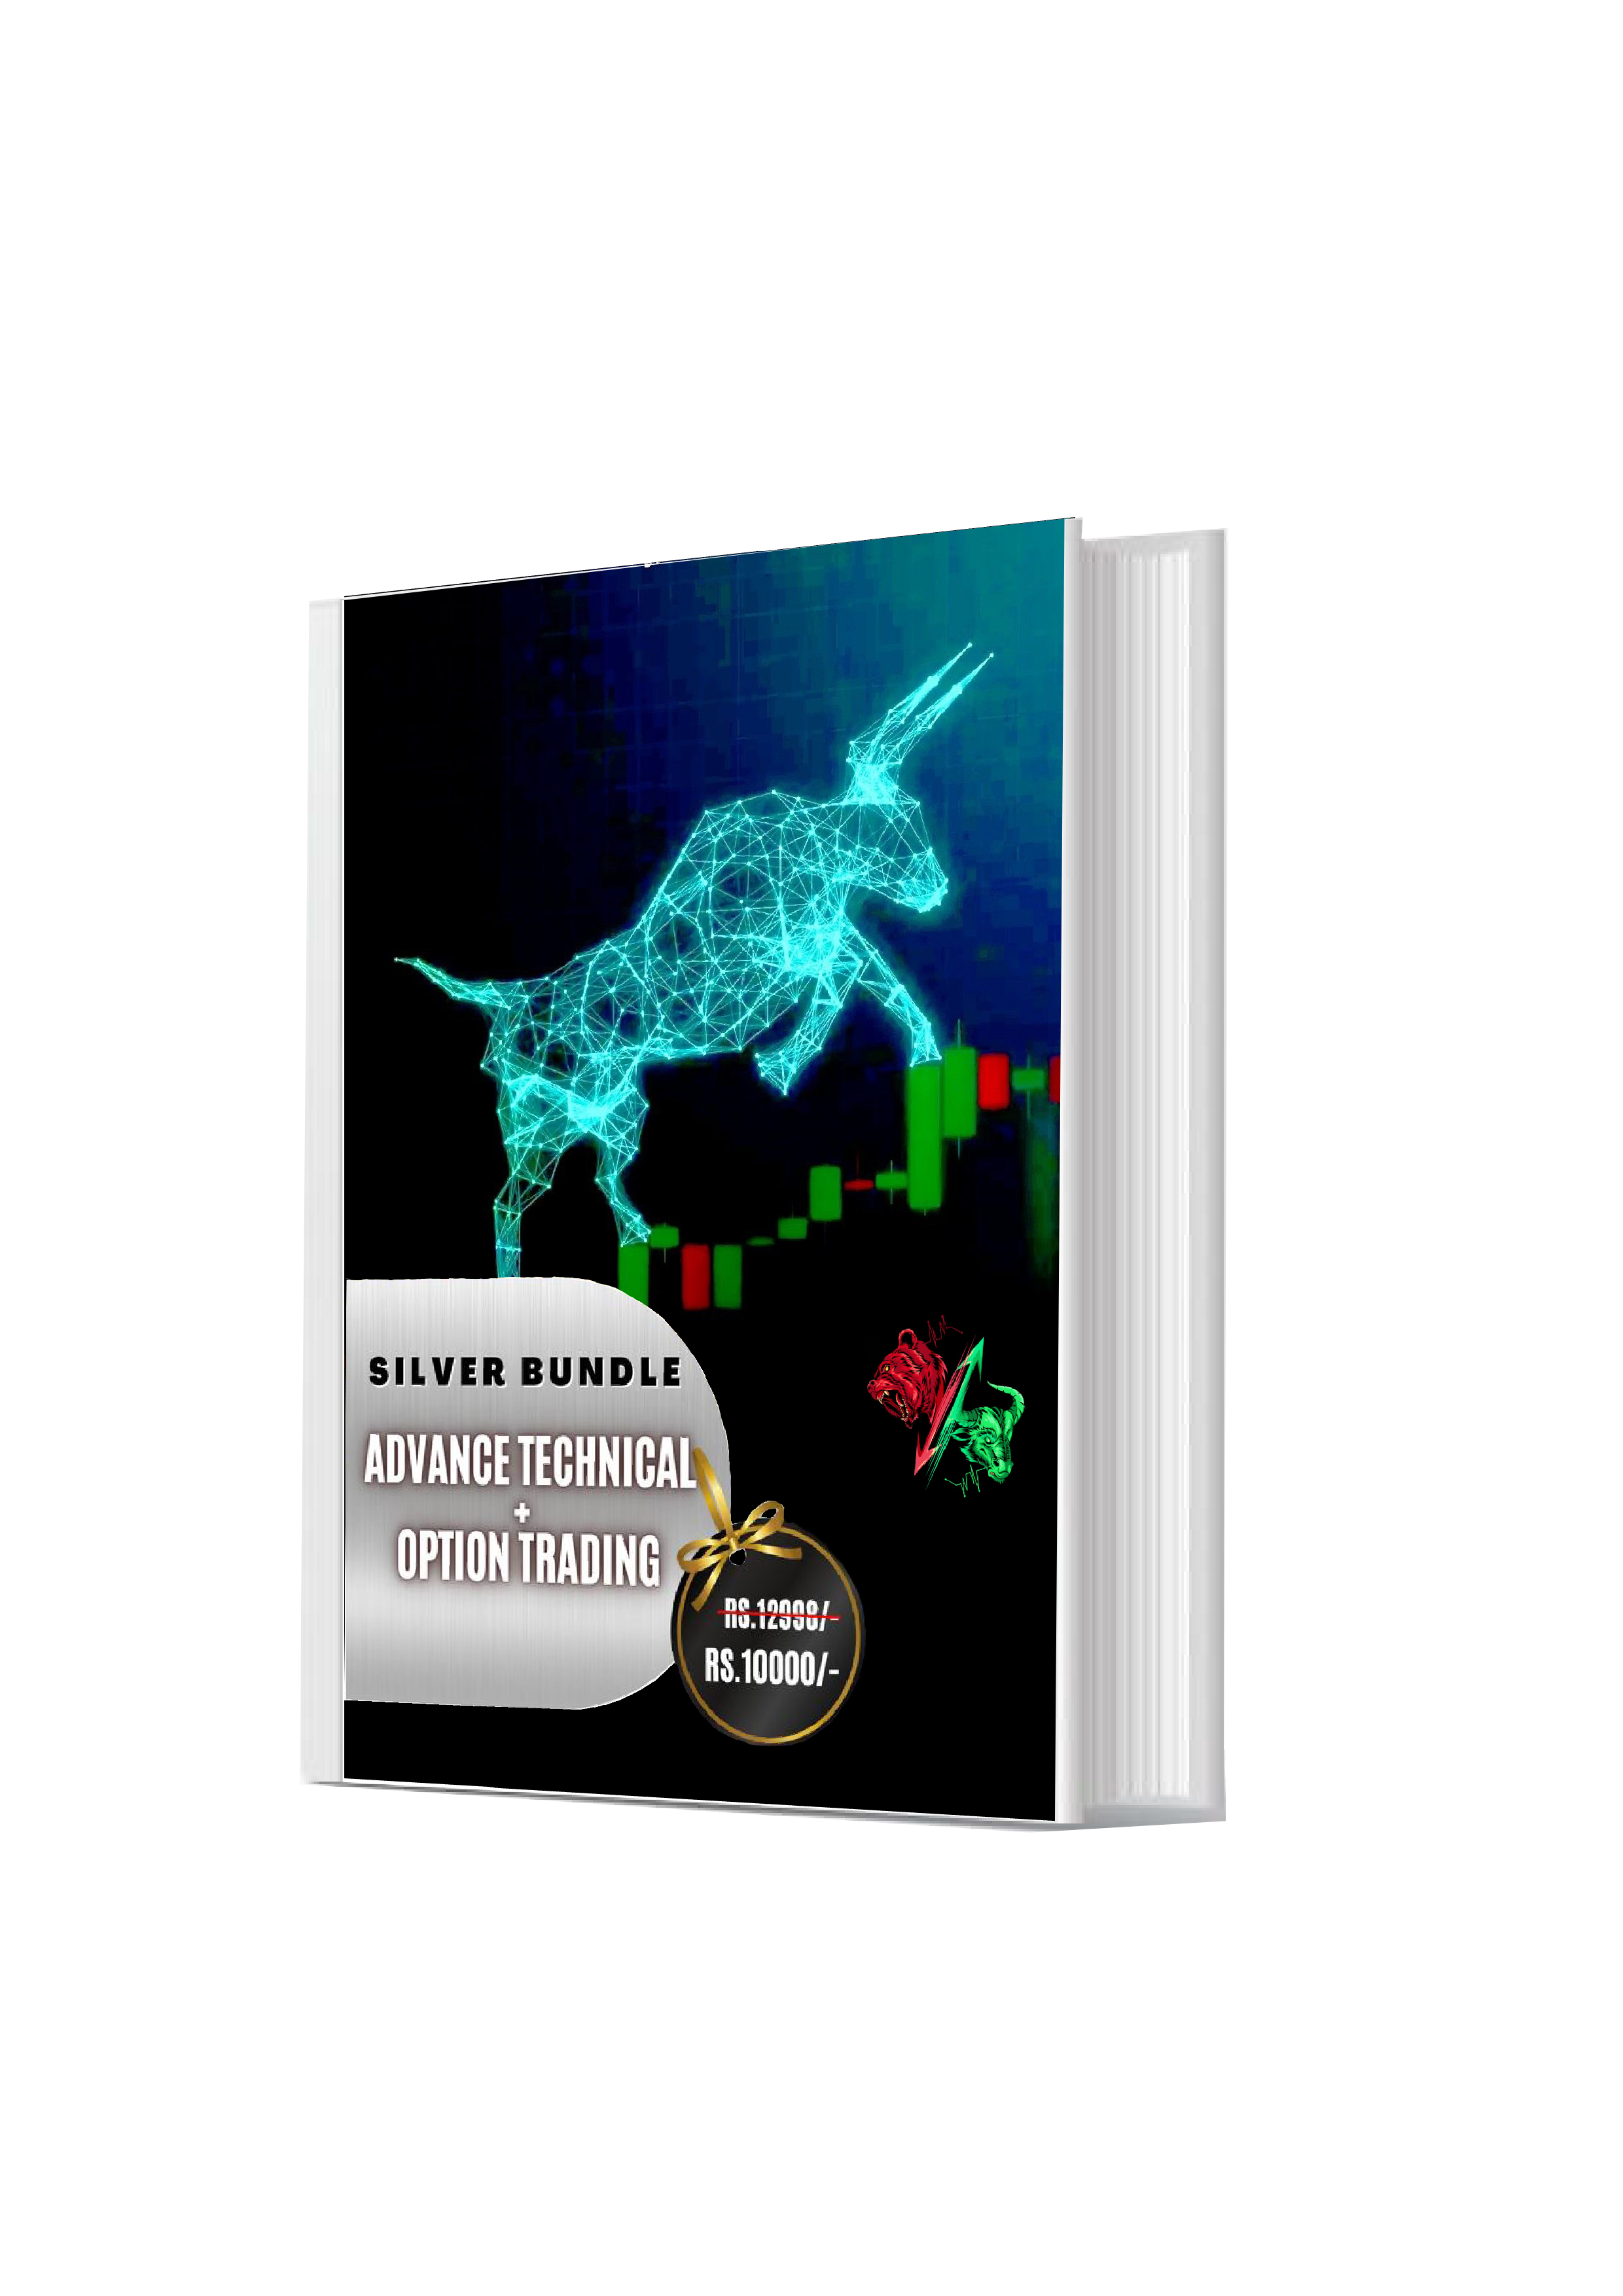 SILVER BUNDLE
ADVANCE TECHNICAL
+
OPTION TRADING
RS.12998/-
RS.10000/-